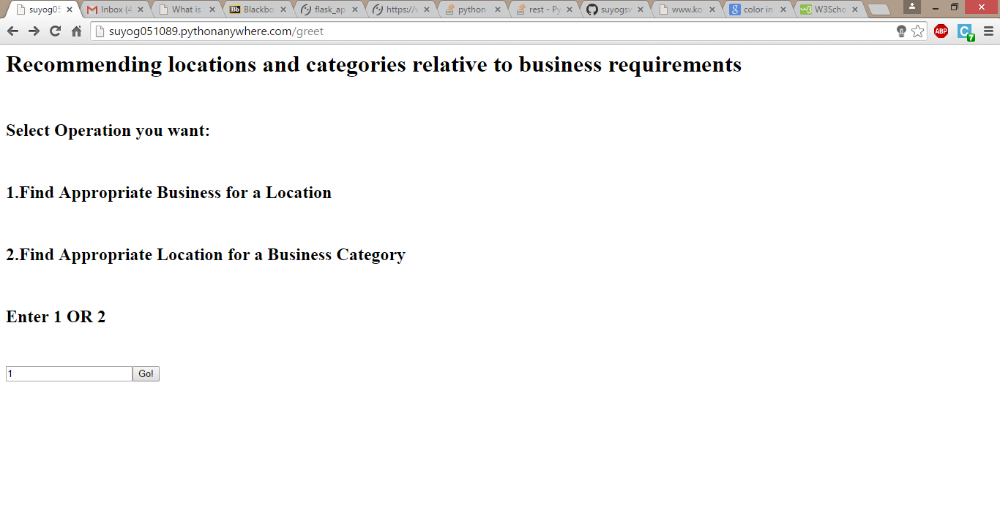 suyog05 Inbox (4 What is Blackbo flask_ap https:// python rest - Py suyogsw www.ko color in W3Scho
suyog051089.pythonanywhere.com/greet ABP C 7
Recommending locations and categories relative to business requirements
Select Operation you want:
1.Find Appropriate Business for a Location
2.Find Appropriate Location for a Business Category
Enter 1 OR 2
1 Go!